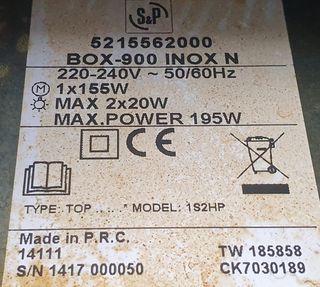 S&P
5215562000
BOX-900 INOX N
220-240V ~ 50/60Hz
M 1x155W
MAX 2x20W
MAX.POWER 195W
CE
TYPE: TOP ......* MODEL: 1S2HP
Made in P.R.C.
14111 TW 185858
S/N 1417 000050 CK7030189